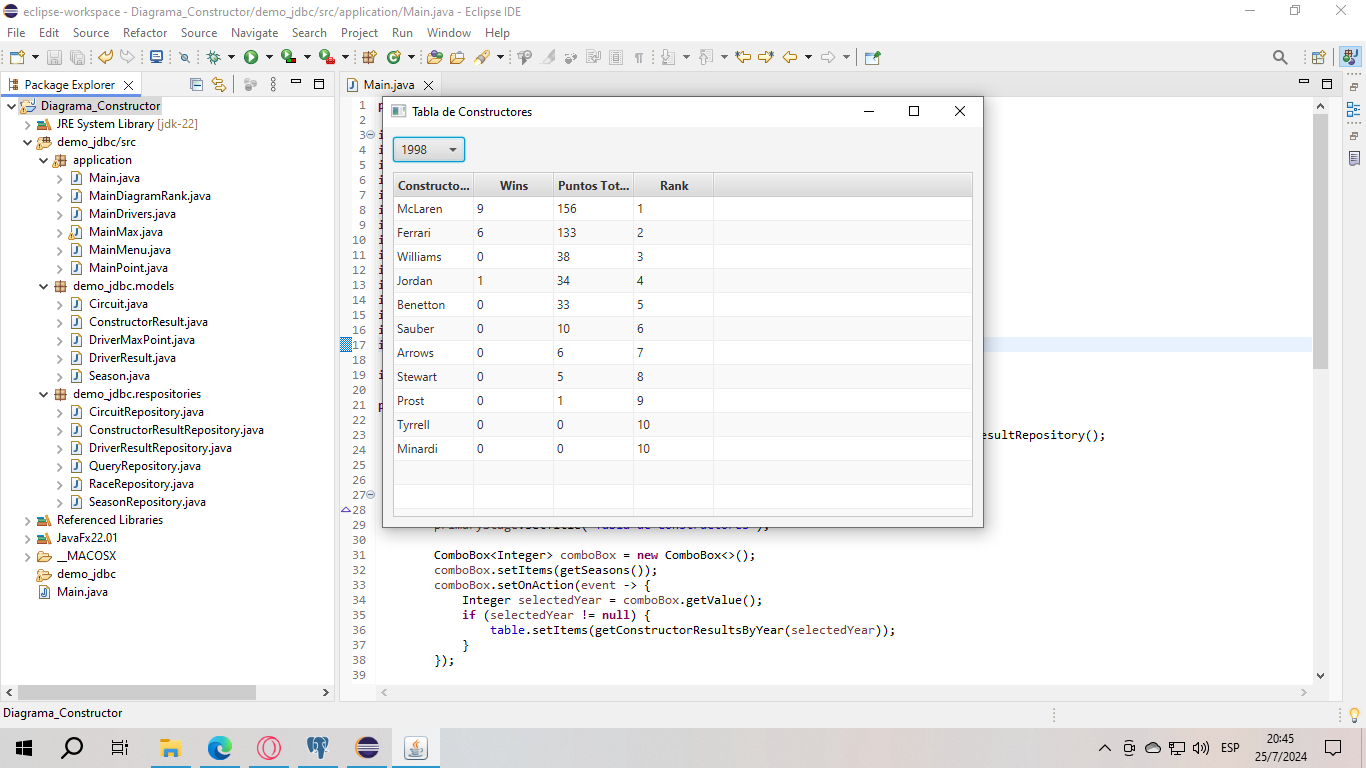 eclipse-workspace - Diagrama_Constructor/demo_jdbc/src/application/Main.java - Eclipse IDE
File Edit Source Refactor Source Navigate Search Project Run Window Help
Package Explorer
Diagrama_Constructor
JRE System Library [jdk-22]
demo_jdbc/src
application
Main.java
MainDiagramRank.java
MainDrivers.java
MainMax.java
MainMenu.java
MainPoint.java
demo_jdbc.models
Circuit.java
ConstructorResult.java
DriverMaxPoint.java
DriverResult.java
Season.java
demo_jdbc.respositories
CircuitRepository.java
ConstructorResultRepository.java
DriverResultRepository.java
QueryRepository.java
RaceRepository.java
SeasonRepository.java
Referenced Libraries
JavaFx22.01
__MACOSX
demo_jdbc
Main.java
Main.java
1 p
2
3 i
4 i
5 i
6 i
7 i
8 i
9 i
10 i
11 i
12 i
13 i
14 i
15 i
16 i
17 i
18
19 i
20
21 p
22
23 esultRepository();
24
25
26
27
28
29
30
31 ComboBox<Integer> comboBox = new ComboBox<>();
32 comboBox.setItems(getSeasons());
33 comboBox.setOnAction(event -> {
34 Integer selectedYear = comboBox.getValue();
35 if (selectedYear != null) {
36 table.setItems(getConstructorResultsByYear(selectedYear));
37 }
38 });
39
Tabla de Constructores
1998
Constructo... Wins Puntos Tot... Rank
McLaren 9 156 1
Ferrari 6 133 2
Williams 0 38 3
Jordan 1 34 4
Benetton 0 33 5
Sauber 0 10 6
Arrows 0 6 7
Stewart 0 5 8
Prost 0 1 9
Tyrrell 0 0 10
Minardi 0 0 10
Diagrama_Constructor
ESP
20:45
25/7/2024